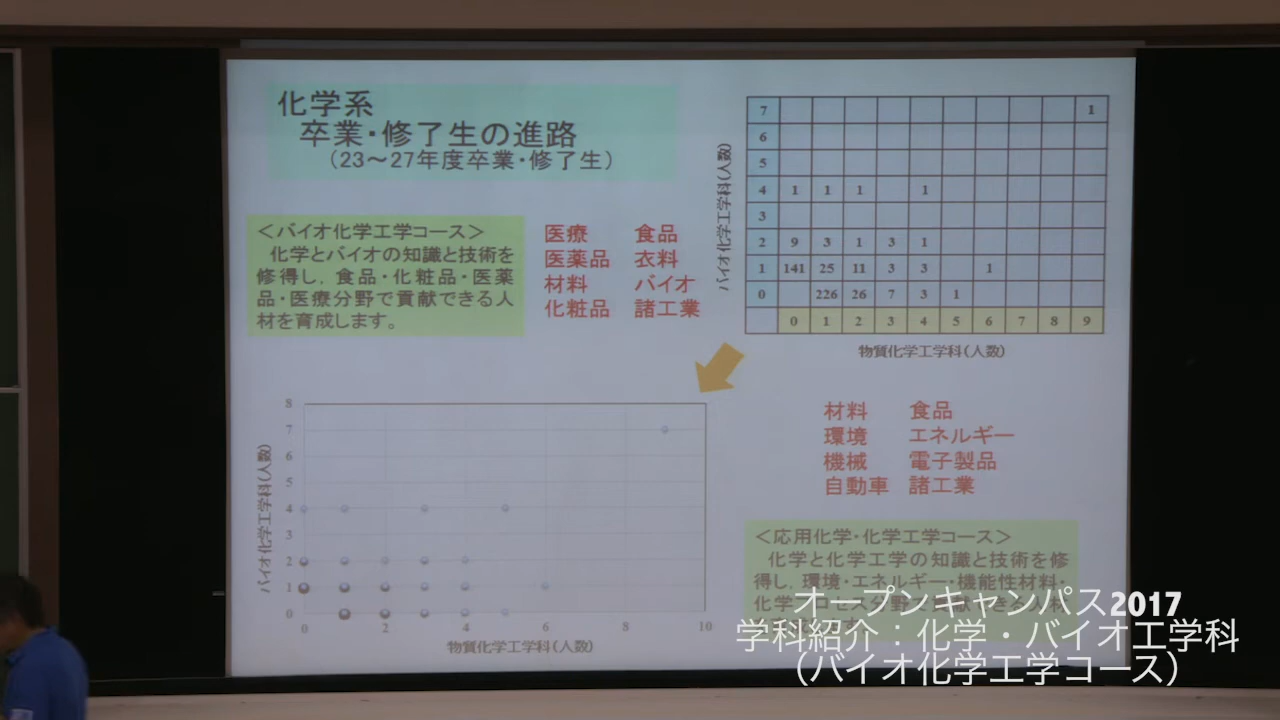 化学系
卒業・修了生の進路
（23～27年度卒業・修了生）
＜バイオ化学工学コース＞
化学とバイオの知識と技術を
修得し，食品・化粧品・医薬
品・医療分野で貢献できる人
材を育成します。
医療 食品
医薬品 衣料
材料 バイオ
化粧品 諸工業
バイオ化学工学科(人数)
7 1
6
5
4 1 1 1 1
3
2 9 3 1 3 1
1 141 25 11 3 3 1
0 226 26 7 3 1
0 1 2 3 4 5 6 7 8 9
物質化学工学科(人数)
バイオ化学工学科(人数)
8
7
6
5
4
3
2
1
0
0 2 4 6 8 10
物質化学工学科(人数)
材料 食品
環境 エネルギー
機械 電子製品
自動車 諸工業
＜応用化学・化学工学コース＞
化学と化学工学の知識と技術を修
得し，環境・エネルギー・機能性材料・
オープンキャンパス2017
学科紹介：化学・バイオ工学科
（バイオ化学工学コース）